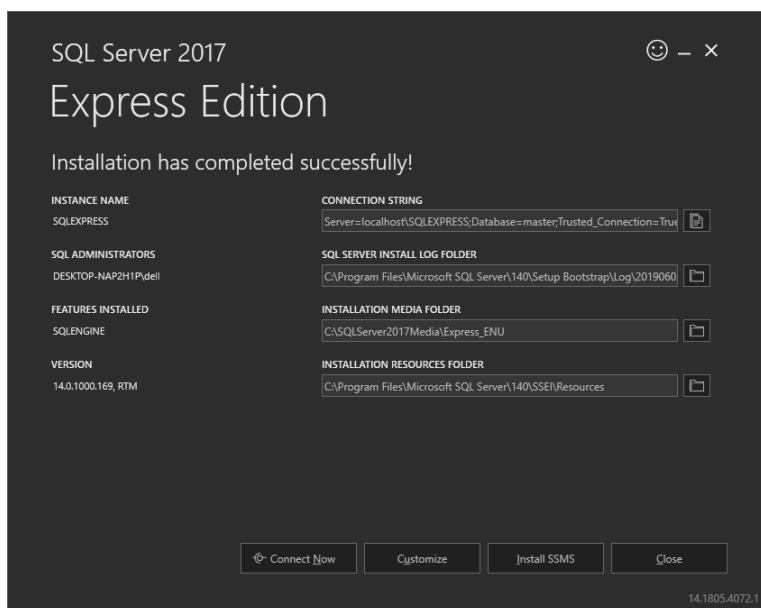 SQL Server 2017
Express Edition
Installation has completed successfully!
INSTANCE NAME
SQLEXPRESS
CONNECTION STRING
Server=localhost\SQLEXPRESS;Database=master;Trusted_Connection=True
SQL ADMINISTRATORS
DESKTOP-NAP2H1P\dell
SQL SERVER INSTALL LOG FOLDER
C:\Program Files\Microsoft SQL Server\140\Setup Bootstrap\Log\2019060
FEATURES INSTALLED
SQLENGINE
INSTALLATION MEDIA FOLDER
C:\SQLServer2017Media\Express_ENU
VERSION
14.0.1000.169, RTM
INSTALLATION RESOURCES FOLDER
C:\Program Files\Microsoft SQL Server\140\SSEI\Resources
Connect Now
Customize
Install SSMS
Close
14.1805.4072.1